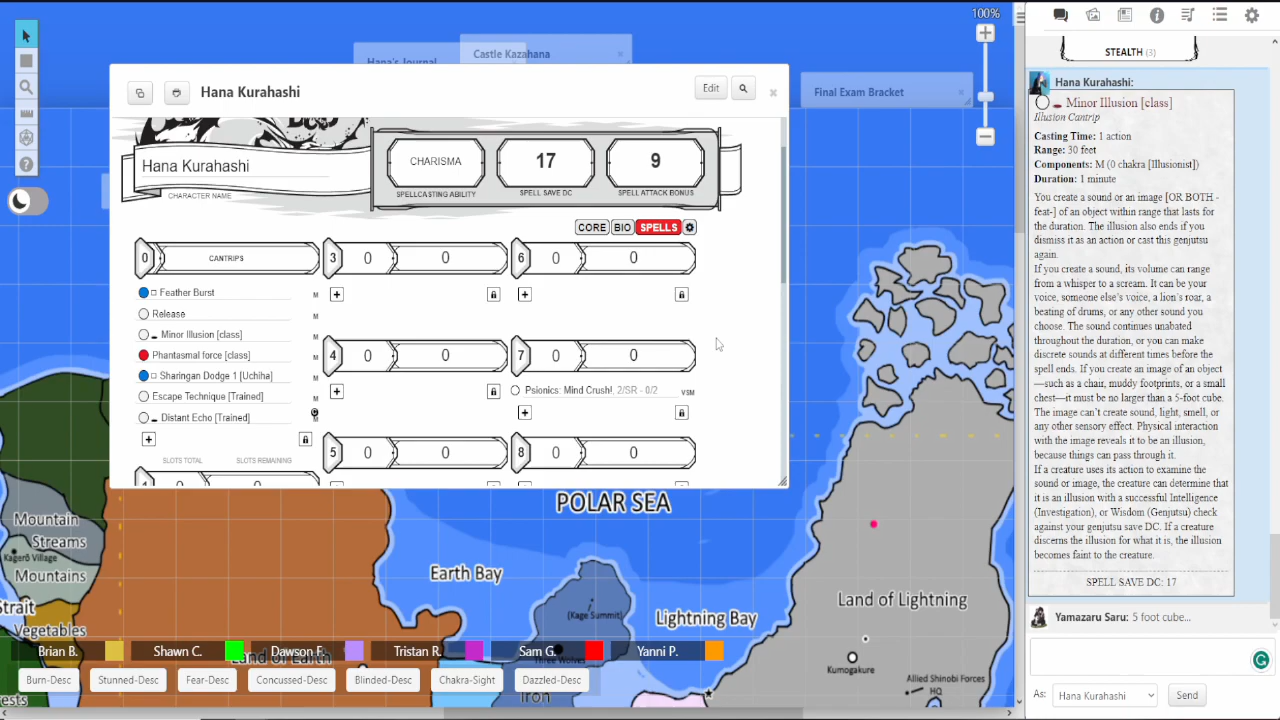 100%
Castle Kazahana
Hana's Journal
Final Exam Bracket
Hana Kurahashi
Edit
Hana Kurahashi
CHARACTER NAME
CHARISMA
SPELLCASTING ABILITY
17
SPELL SAVE DC
9
SPELL ATTACK BONUS
CORE
BIO
SPELLS
0
CANTRIPS
Feather Burst
M
Release
M
Minor Illusion [class]
M
Phantasmal force [class]
M
Sharingan Dodge 1 [Uchiha]
M
Escape Technique [Trained]
M
Distant Echo [Trained]
M
SLOTS TOTAL
SLOTS REMAINING
3
0
0
4
0
0
5
0
0
6
0
0
7
0
0
Psionics: Mind Crush!, 2/SR - 0/2
VSM
8
0
0
POLAR SEA
Earth Bay
Lightning Bay
(Kage Summit)
Three Wolves
Iron
Land of Earth
Land of Lightning
Kumogakure
Allied Shinobi Forces
HQ
Mountain
Streams
Kagerō Village
Mountains
Strait
Vegetables
Brian B.
Shawn C.
Dawson F.
Tristan R.
Sam G.
Yanni P.
Burn-Desc
Stunned-Desc
Fear-Desc
Concussed-Desc
Blinded-Desc
Chakra-Sight
Dazzled-Desc
STEALTH (3)
Hana Kurahashi:
Minor Illusion [class]
Illusion Cantrip
Casting Time: 1 action
Range: 30 feet
Components: M (0 chakra [Illusionist])
Duration: 1 minute
You create a sound or an image [OR BOTH -
feat-] of an object within range that lasts for
the duration. The illusion also ends if you
dismiss it as an action or cast this genjutsu
again.
If you create a sound, its volume can range
from a whisper to a scream. It can be your
voice, someone else's voice, a lion's roar, a
beating of drums, or any other sound you
choose. The sound continues unabated
throughout the duration, or you can make
discrete sounds at different times before the
spell ends. If you create an image of an object
—such as a chair, muddy footprints, or a small
chest—it must be no larger than a 5-foot cube.
The image can't create sound, light, smell, or
any other sensory effect. Physical interaction
with the image reveals it to be an illusion,
because things can pass through it.
If a creature uses its action to examine the
sound or image, the creature can determine that
it is an illusion with a successful Intelligence
(Investigation), or Wisdom (Genjutsu) check
against your genjutsu save DC. If a creature
discerns the illusion for what it is, the illusion
becomes faint to the creature.
SPELL SAVE DC: 17
Yamazaru Saru: 5 foot cube...
As:
Hana Kurahashi
Send